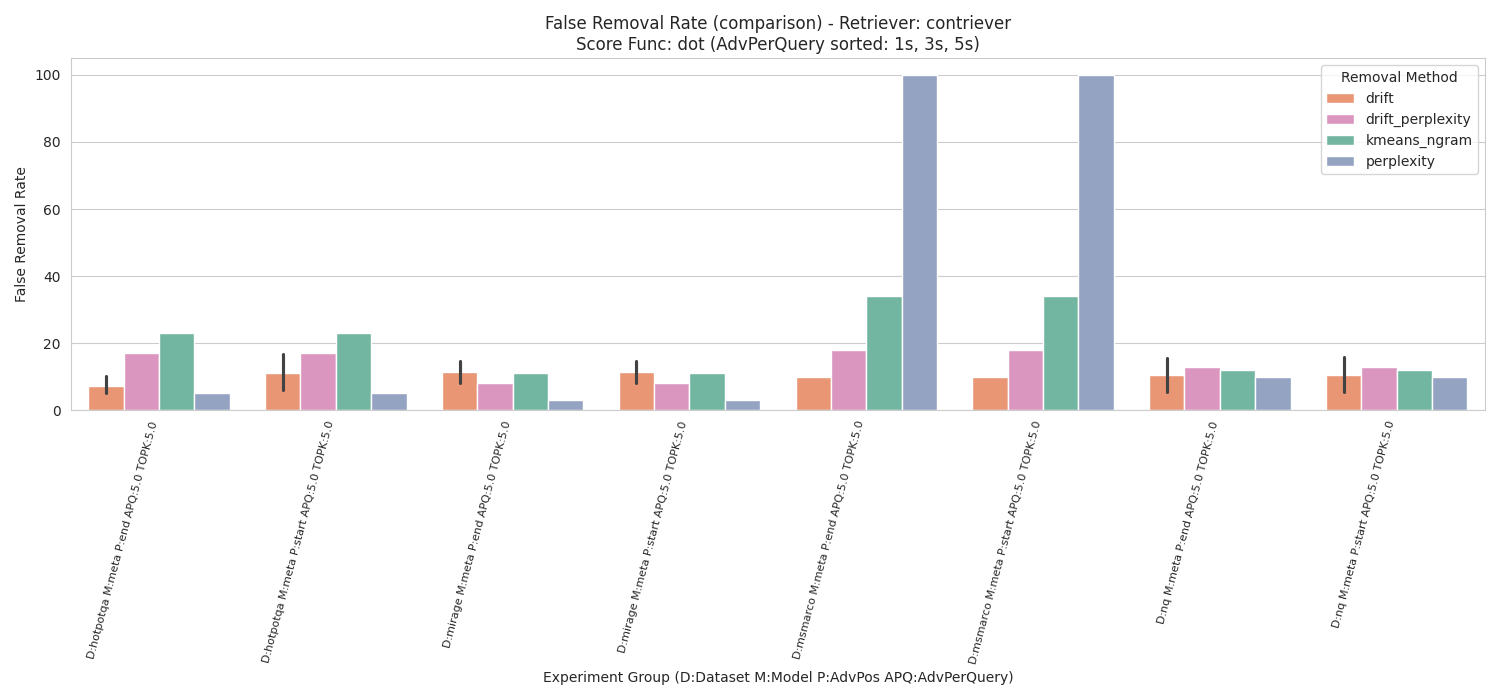 False Removal Rate (comparison) - Retriever: contriever
Score Func: dot (AdvPerQuery sorted: 1s, 3s, 5s)
Removal Method
drift
drift_perplexity
kmeans_ngram
perplexity
False Removal Rate
100
80
60
40
20
0
D:hotpotqa M:meta P:end APQ:5.0 TOPK:5.0
D:hotpotqa M:meta P:start APQ:5.0 TOPK:5.0
D:mirage M:meta P:end APQ:5.0 TOPK:5.0
D:mirage M:meta P:start APQ:5.0 TOPK:5.0
D:msmarco M:meta P:end APQ:5.0 TOPK:5.0
D:msmarco M:meta P:start APQ:5.0 TOPK:5.0
D:nq M:meta P:end APQ:5.0 TOPK:5.0
D:nq M:meta P:start APQ:5.0 TOPK:5.0
Experiment Group (D:Dataset M:Model P:AdvPos APQ:AdvPerQuery)